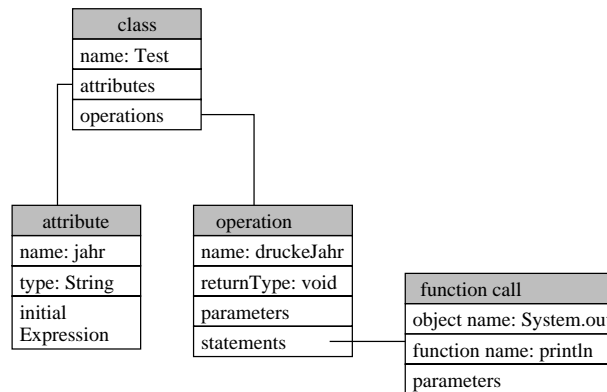 class
name: Test
attributes
operations
attribute
name: jahr
type: String
initial
Expression
operation
name: druckeJahr
returnType: void
parameters
statements
function call
object name: System.out
function name: println
parameters